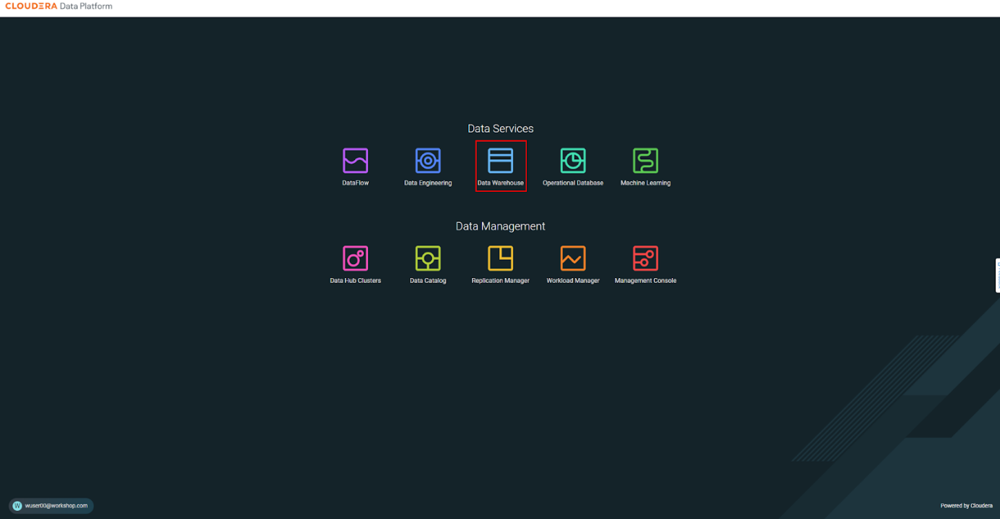 CLOUDERA Data Platform
Data Services
DataFlow
Data Engineering
Data Warehouse
Operational Database
Machine Learning
Data Management
Data Hub Clusters
Data Catalog
Replication Manager
Workload Manager
Management Console
W wuser00@workshop.com
Powered by Cloudera